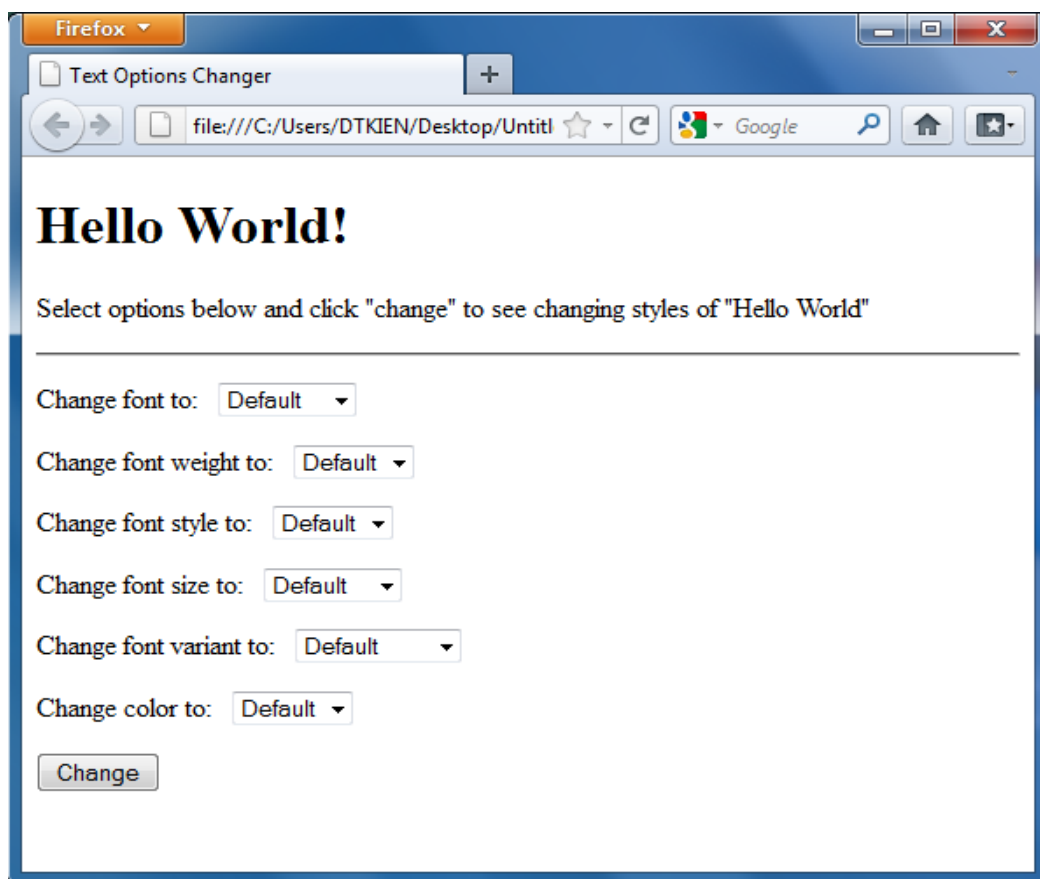 Firefox
Text Options Changer
file:///C:/Users/DTKIEN/Desktop/Untitl
Google
Hello World!
Select options below and click "change" to see changing styles of "Hello World"
Change font to: Default
Change font weight to: Default
Change font style to: Default
Change font size to: Default
Change font variant to: Default
Change color to: Default
Change